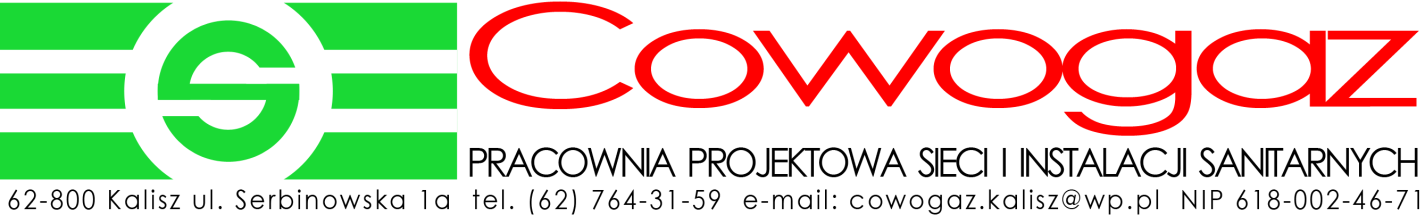 Cowogaz
PRACOWNIA PROJEKTOWA SIECI I INSTALACJI SANITARNYCH
62-800 Kalisz ul. Serbinowska 1a tel. (62) 764-31-59 e-mail: cowogaz.kalisz@wp.pl NIP 618-002-46-71